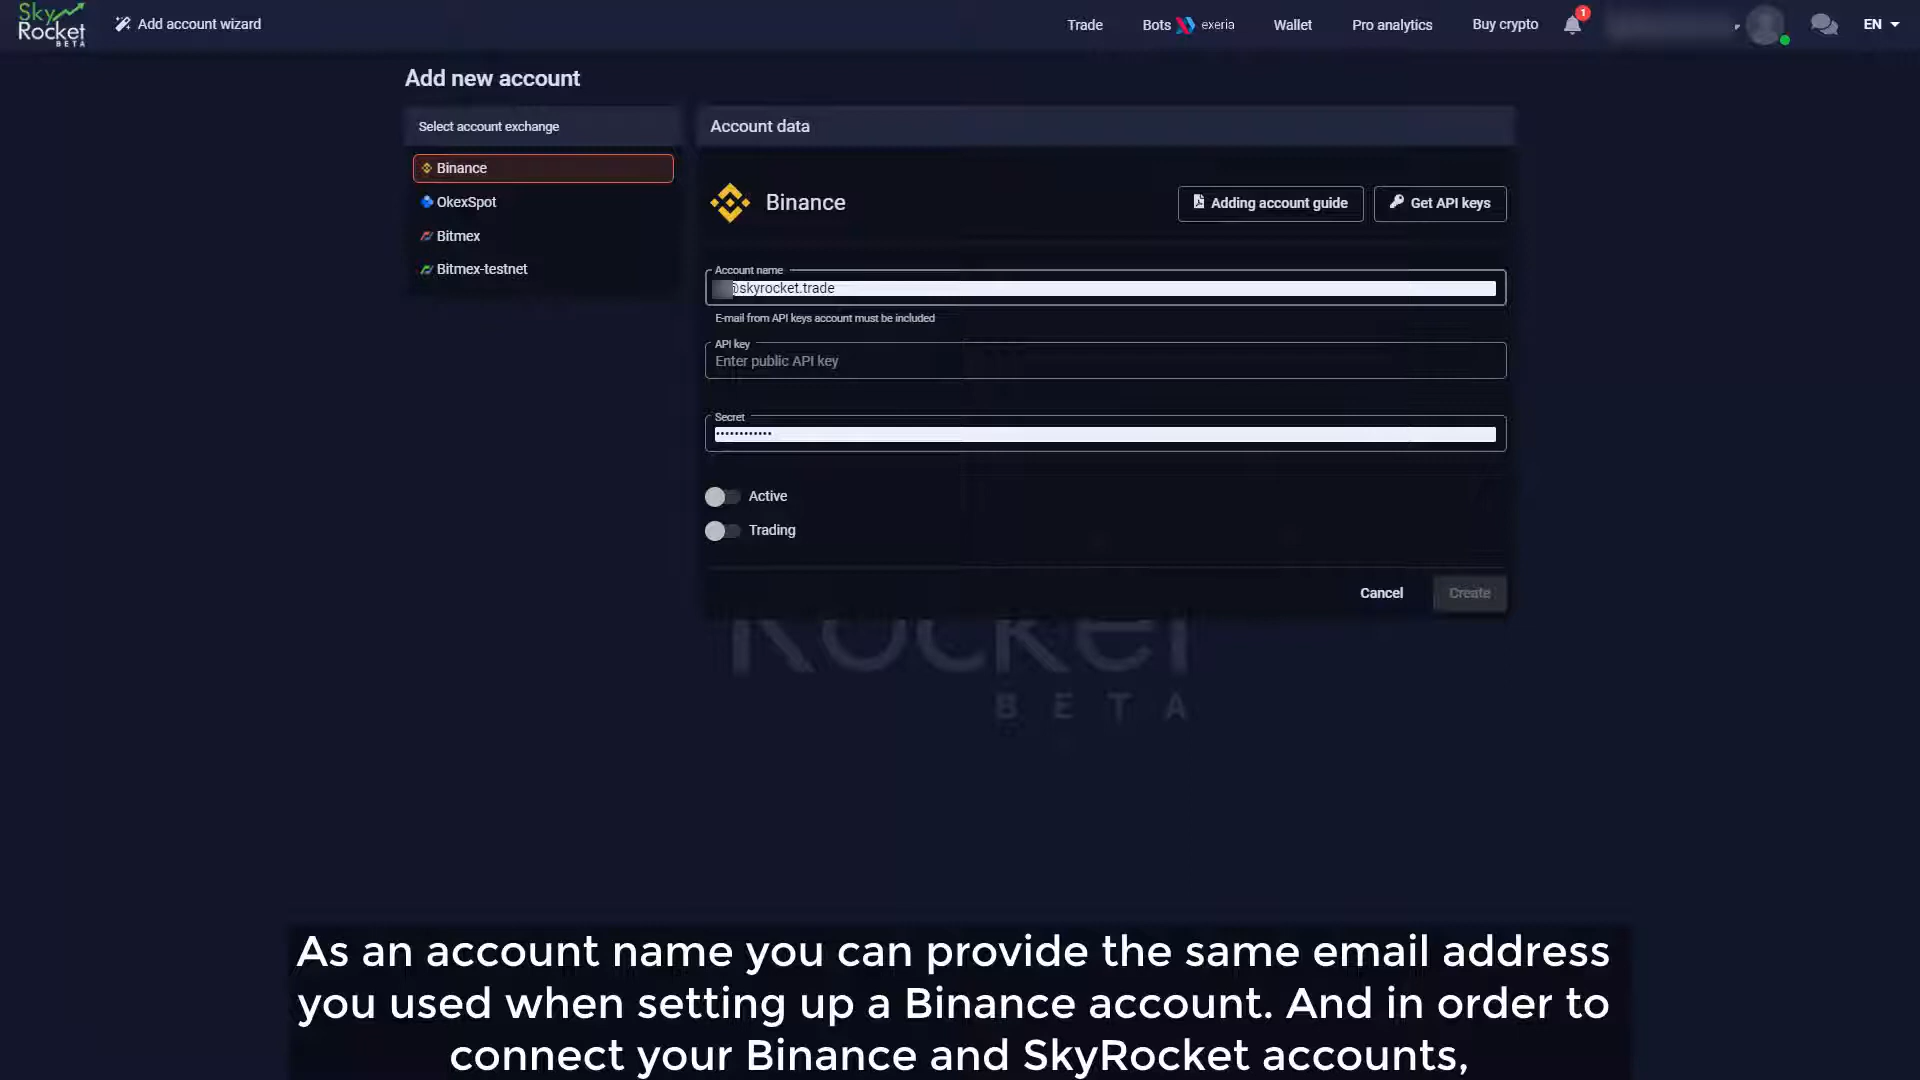 Sky
Rocket
BETA
Add account wizard
Trade
Bots
exeria
Wallet
Pro analytics
Buy crypto
1
EN
Add new account
Select account exchange
Binance
OkexSpot
Bitmex
Bitmex-testnet
Account data
Binance
Adding account guide
Get API keys
Account name
@skyrocket.trade
E-mail from API keys account must be included
API key
Enter public API key
Secret
••••••••••••
Active
Trading
Cancel
Create
Rocket
BETA
As an account name you can provide the same email address
you used when setting up a Binance account. And in order to
connect your Binance and SkyRocket accounts,